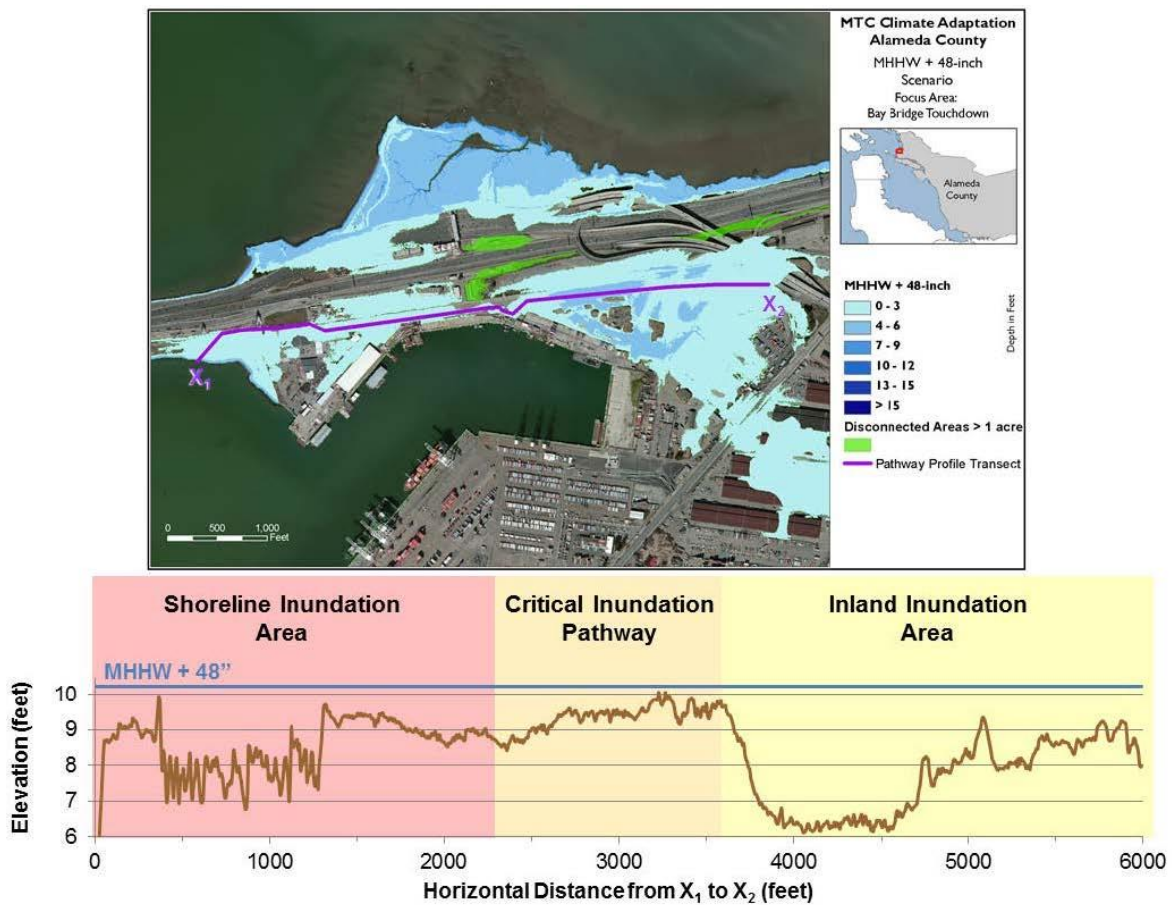 MTC Climate Adaptation
Alameda County
MHHW + 48-inch
Scenario
Focus Area:
Bay Bridge Touchdown
Alameda
County
MHHW + 48-inch
0 - 3
4 - 6
7 - 9
10 - 12
13 - 15
> 15
Depth in Feet
Disconnected Areas > 1 acre
Pathway Profile Transect
X₁
X₂
0 500 1,000
Feet
Shoreline Inundation
Area
Critical Inundation
Pathway
Inland Inundation
Area
MHHW + 48”
Elevation (feet)
10
9
8
7
6
0 1000 2000 3000 4000 5000 6000
Horizontal Distance from X₁ to X₂ (feet)